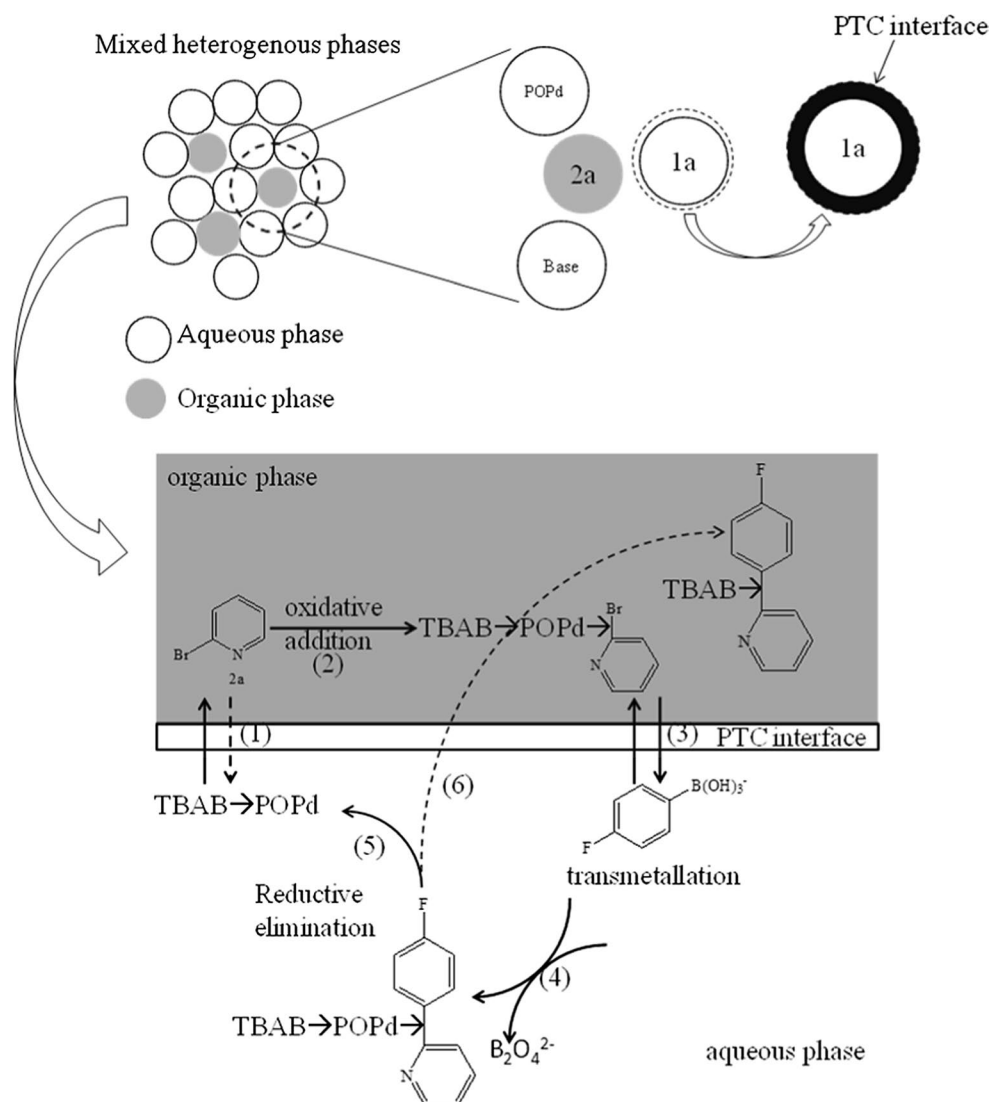 PTC interface
Mixed heterogenous phases
POPd
2a
1a
1a
Base
Aqueous phase
Organic phase
organic phase
F
TBAB→
N
oxidative
addition
(2)
Br
N
2a
TBAB→POPd→
Br
N
(1)
(3)
PTC interface
TBAB→POPd
(6)
B(OH)₃⁻
F
(5)
transmetallation
Reductive
elimination
F
(4)
TBAB→POPd→
B₂O₄²⁻
N
aqueous phase